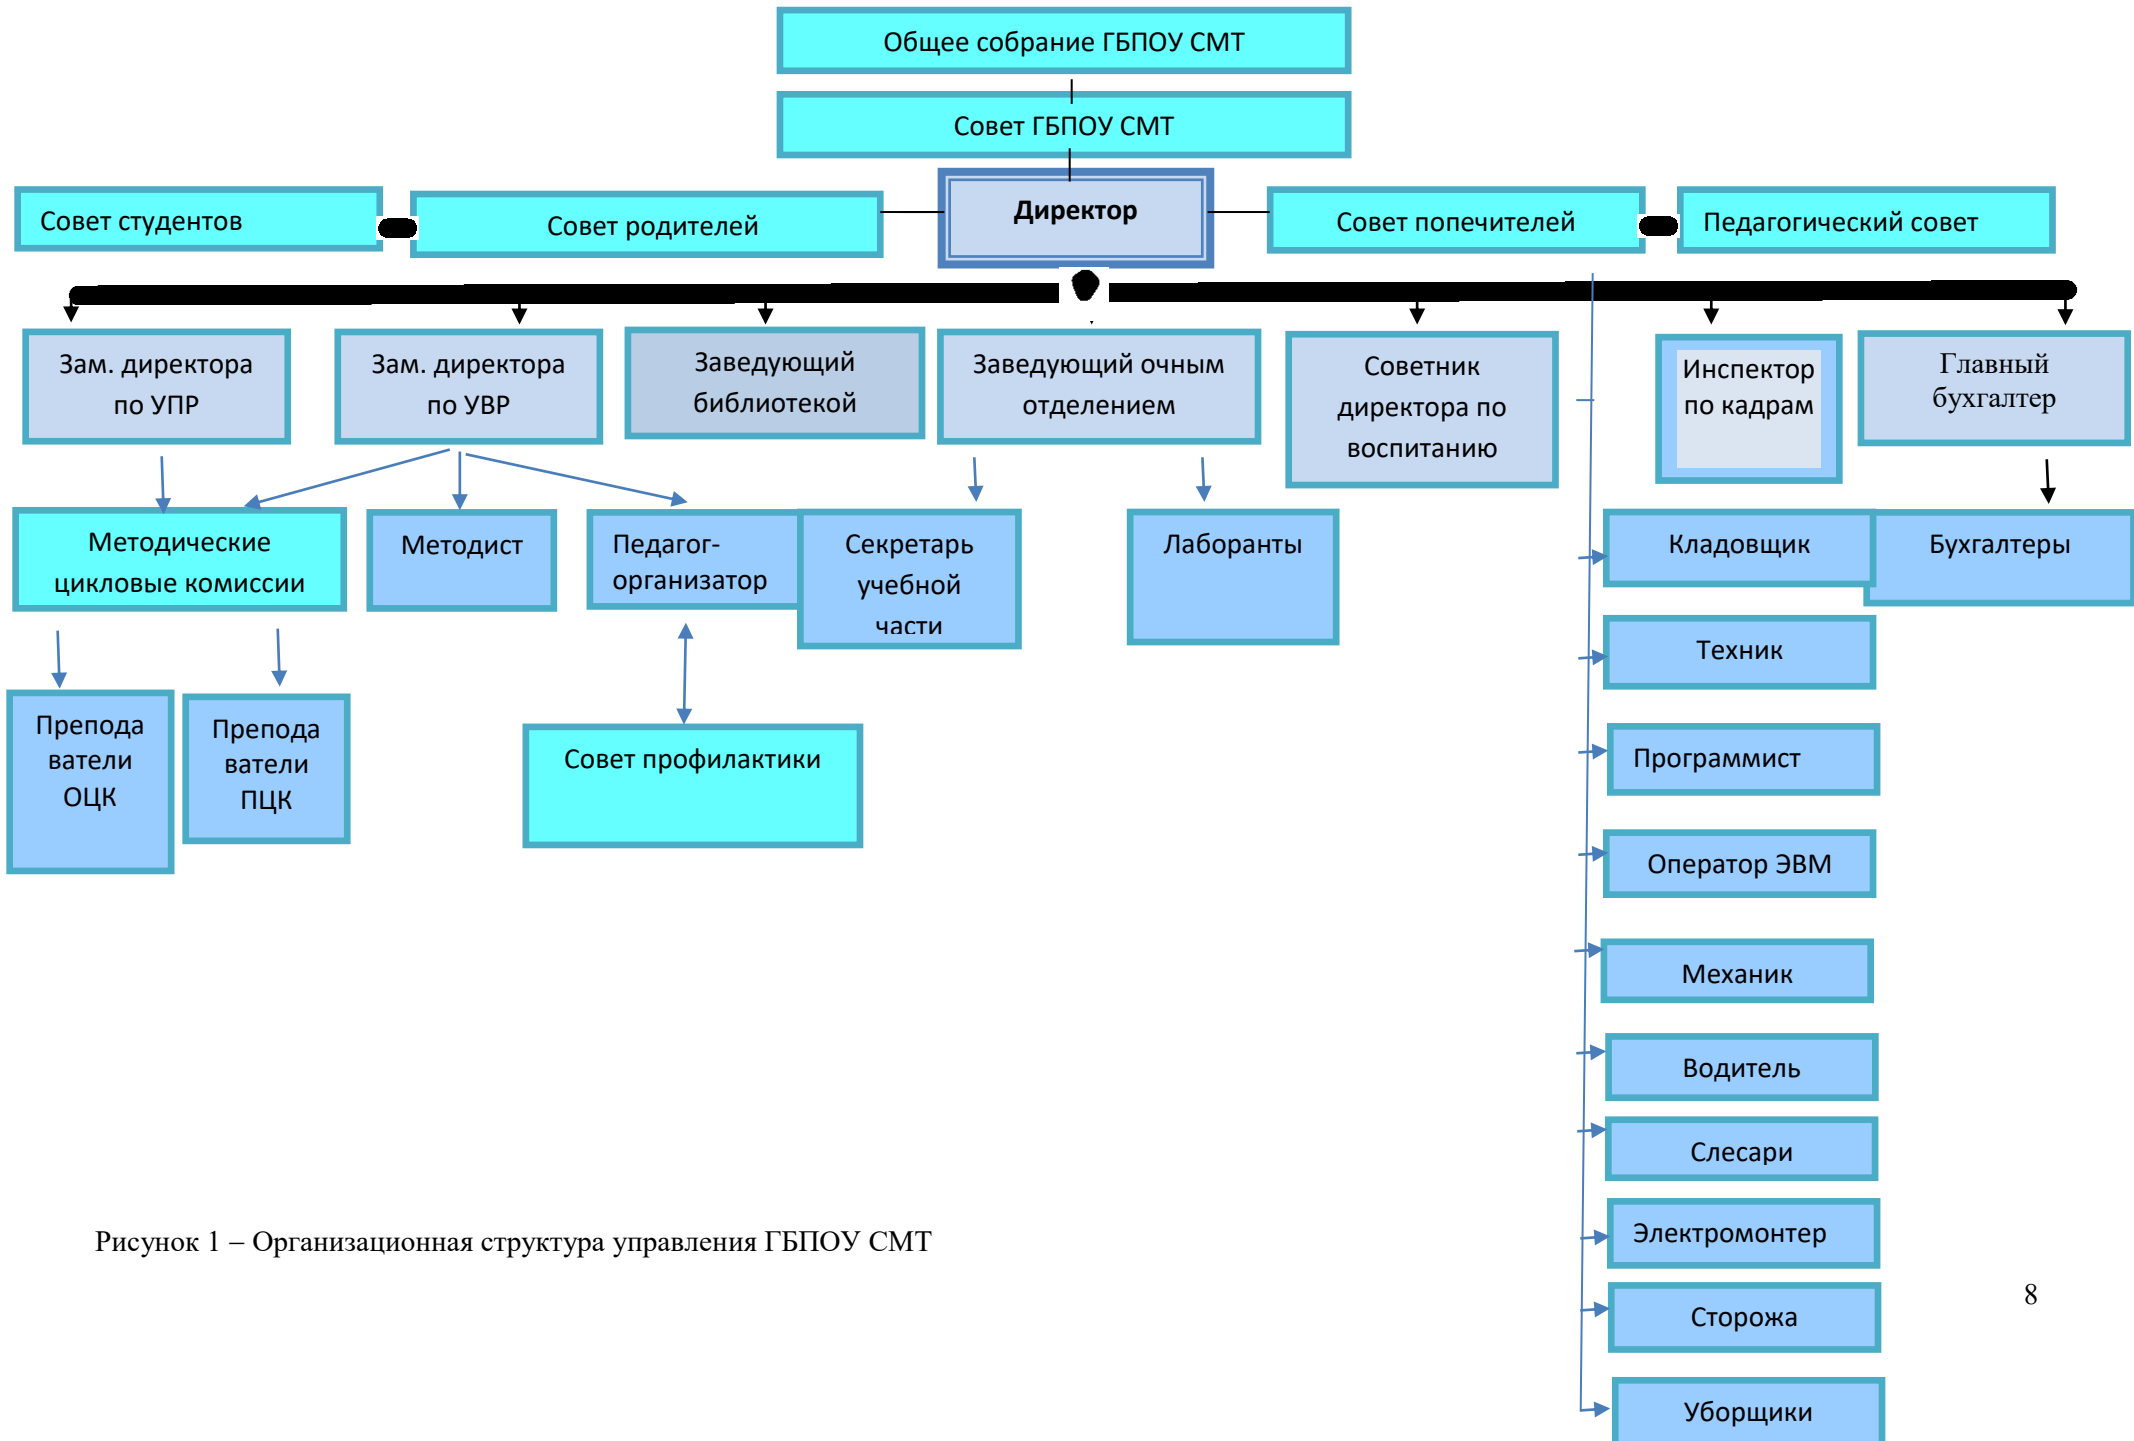 Общее собрание ГБПОУ СМТ
Совет ГБПОУ СМТ
Директор
Совет студентов
Совет родителей
Совет попечителей
Педагогический совет
Зам. директора
по УПР
Зам. директора
по УВР
Заведующий
библиотекой
Заведующий очным
отделением
Советник
директора по
воспитанию
Инспектор
по кадрам
Главный
бухгалтер
Методические
цикловые комиссии
Методист
Педагог-
организатор
Секретарь
учебной
части
Лаборанты
Кладовщик
Бухгалтеры
Техник
Препода
ватели
ОЦК
Препода
ватели
ПЦК
Совет профилактики
Программист
Оператор ЭВМ
Механик
Водитель
Слесари
Электромонтер
Сторожа
Уборщики
Рисунок 1 – Организационная структура управления ГБПОУ СМТ
8